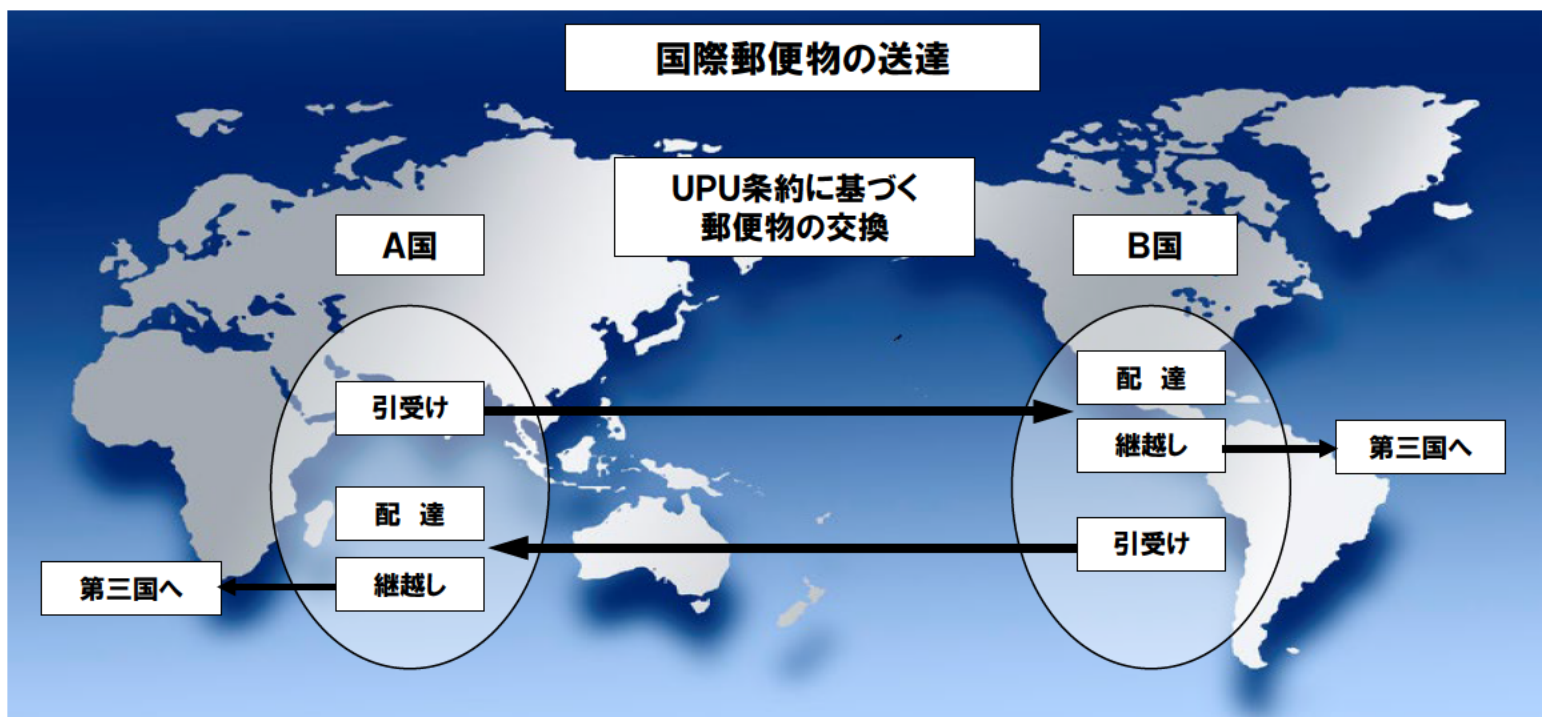 国際郵便物の送達
UPU条約に基づく
郵便物の交換
A国
B国
引受け
配 達
継越し
第三国へ
配 達
継越し
第三国へ
引受け